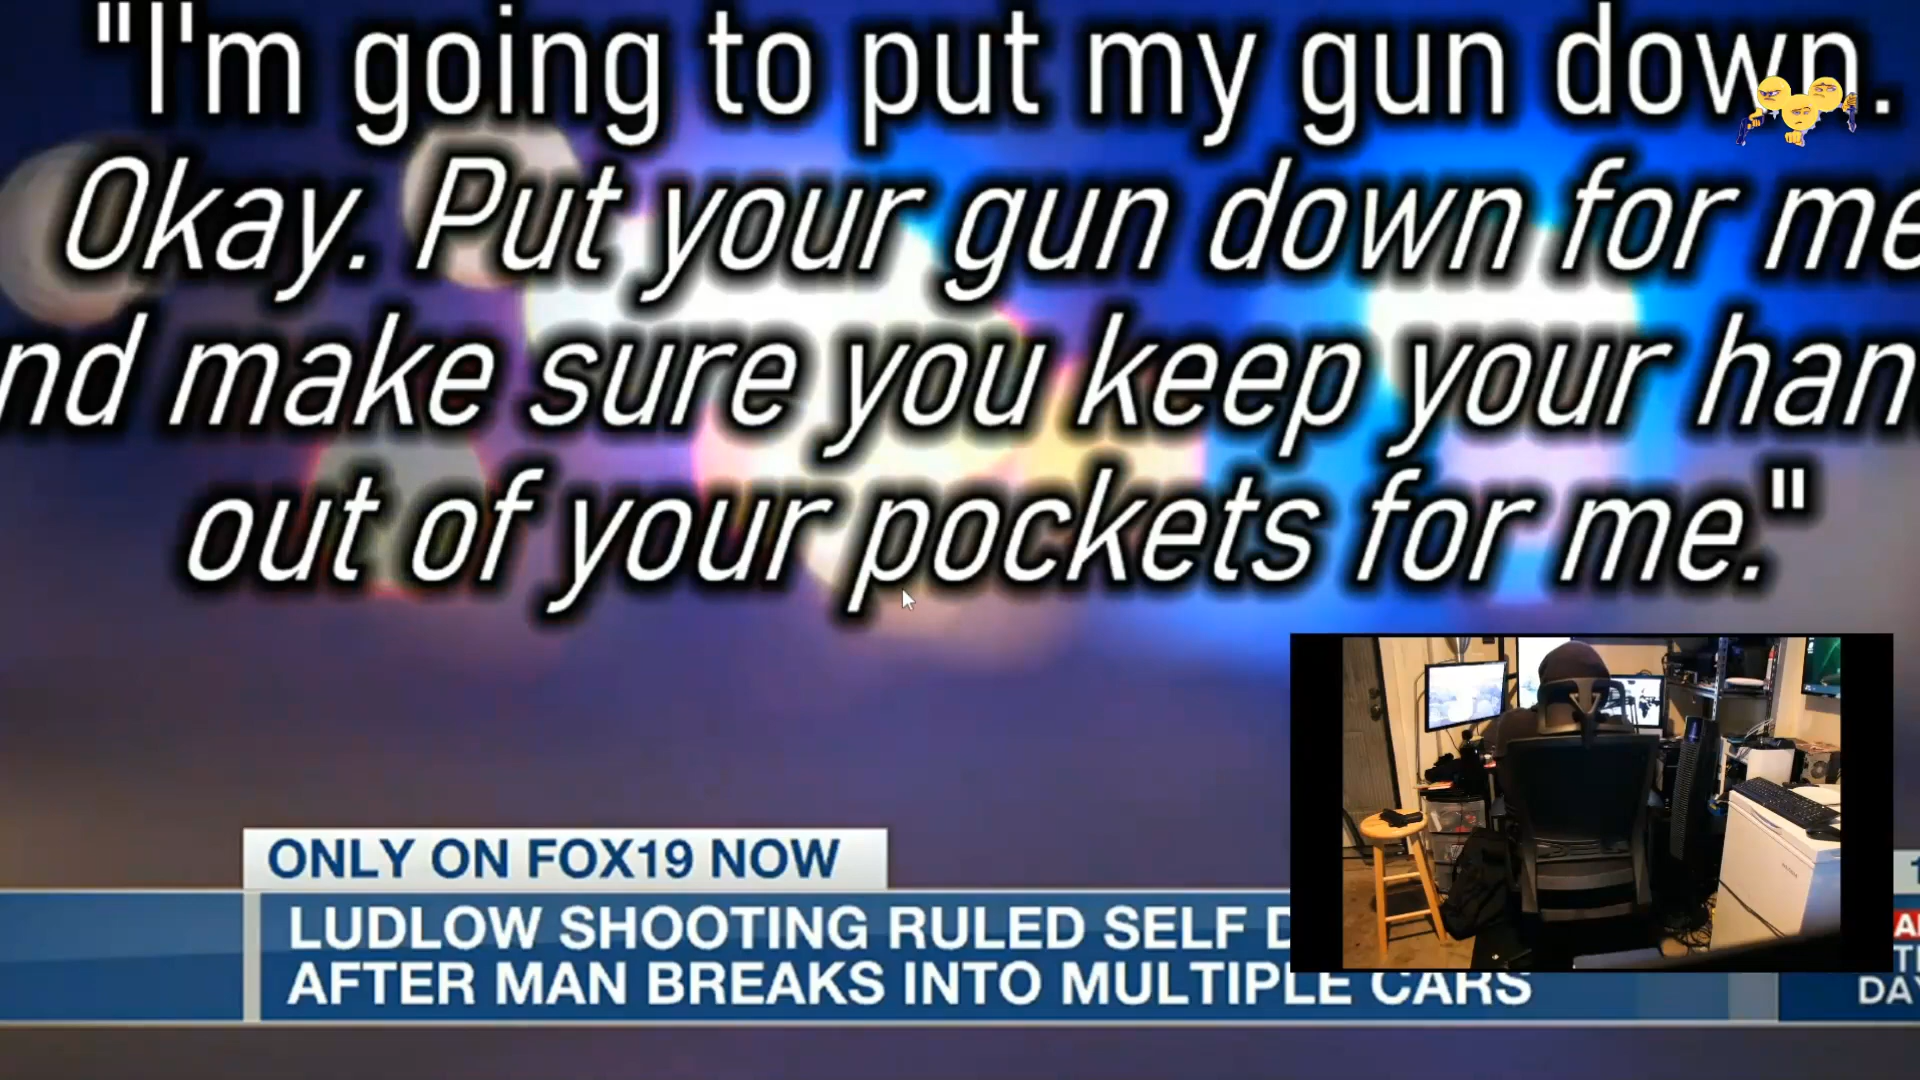 "I'm going to put my gun down.
Okay. Put your gun down for me
nd make sure you keep your han
out of your pockets for me."
ONLY ON FOX19 NOW
LUDLOW SHOOTING RULED SELF D
AFTER MAN BREAKS INTO MULTIPLE CARS
DAY